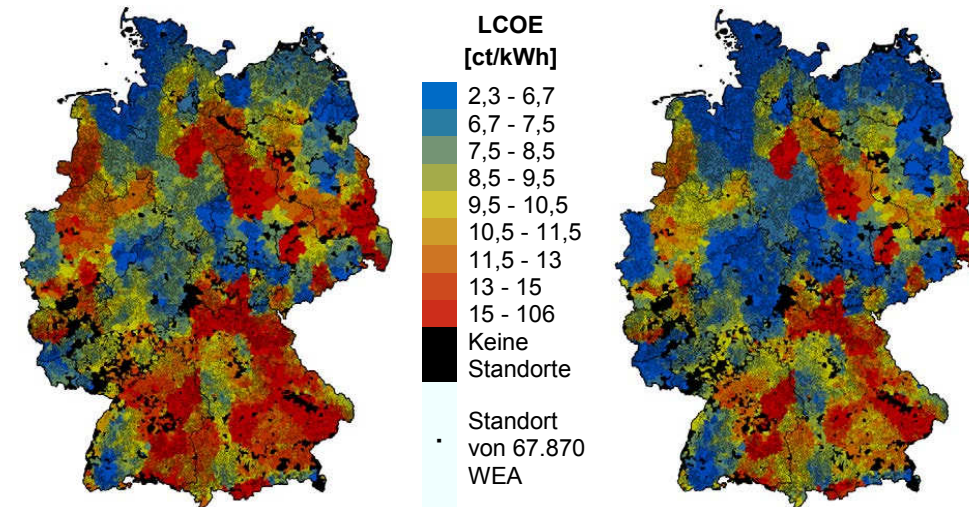 LCOE
[ct/kWh]
2,3 - 6,7
6,7 - 7,5
7,5 - 8,5
8,5 - 9,5
9,5 - 10,5
10,5 - 11,5
11,5 - 13
13 - 15
15 - 106
Keine
Standorte
Standort
von 67.870
WEA